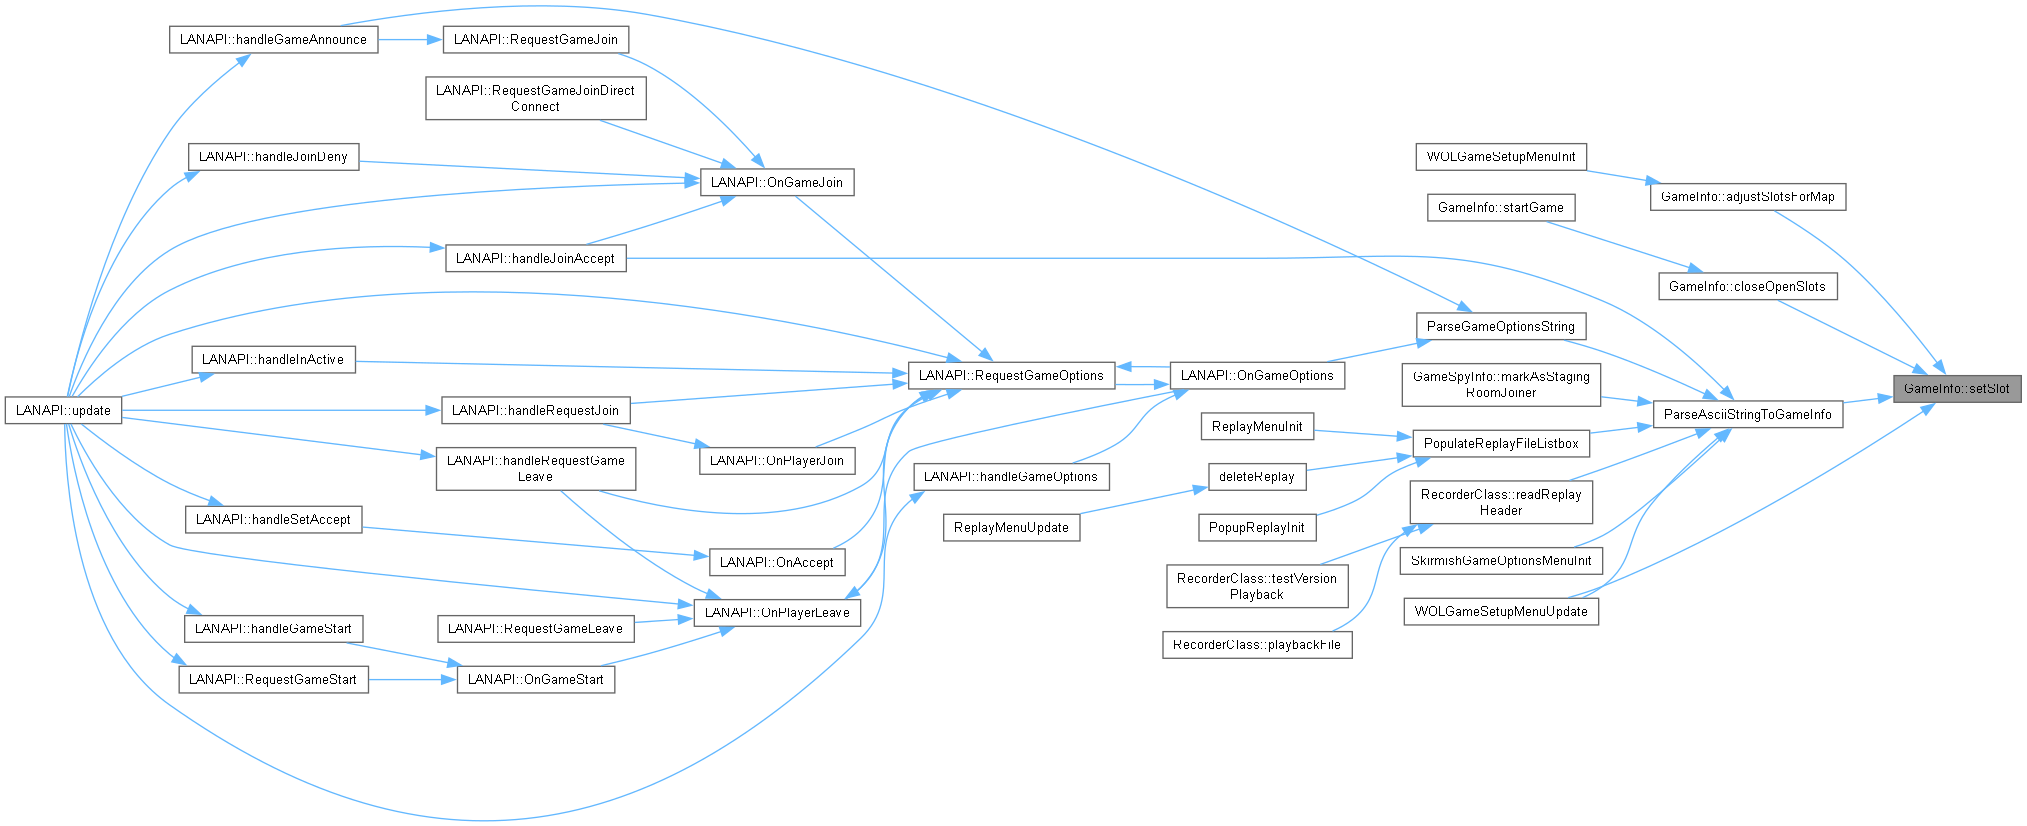 LANAPI::handleGameAnnounce
LANAPI::RequestGameJoin
LANAPI::RequestGameJoinDirect
Connect
LANAPI::handleJoinDeny
WOLGameSetupMenuInit
LANAPI::OnGameJoin
GameInfo::adjustSlotsForMap
GameInfo::startGame
LANAPI::handleJoinAccept
GameInfo::closeOpenSlots
ParseGameOptionsString
LANAPI::handleInActive
LANAPI::RequestGameOptions
LANAPI::OnGameOptions
GameSpyInfo::markAsStaging
RoomJoiner
GameInfo::setSlot
LANAPI::update
LANAPI::handleRequestJoin
ParseAsciiStringToGameInfo
ReplayMenuInit
PopulateReplayFileListbox
LANAPI::handleRequestGame
Leave
LANAPI::OnPlayerJoin
LANAPI::handleGameOptions
deleteReplay
RecorderClass::readReplay
Header
LANAPI::handleSetAccept
ReplayMenuUpdate
PopupReplayInit
LANAPI::OnAccept
SkirmishGameOptionsMenuInit
RecorderClass::testVersion
Playback
LANAPI::OnPlayerLeave
WOLGameSetupMenuUpdate
LANAPI::handleGameStart
LANAPI::RequestGameLeave
RecorderClass::playbackFile
LANAPI::RequestGameStart
LANAPI::OnGameStart